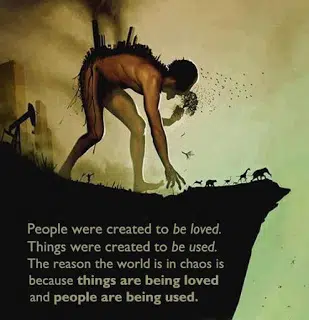 People were created to be loved.
Things were created to be used.
The reason the world is in chaos is
because things are being loved
and people are being used.